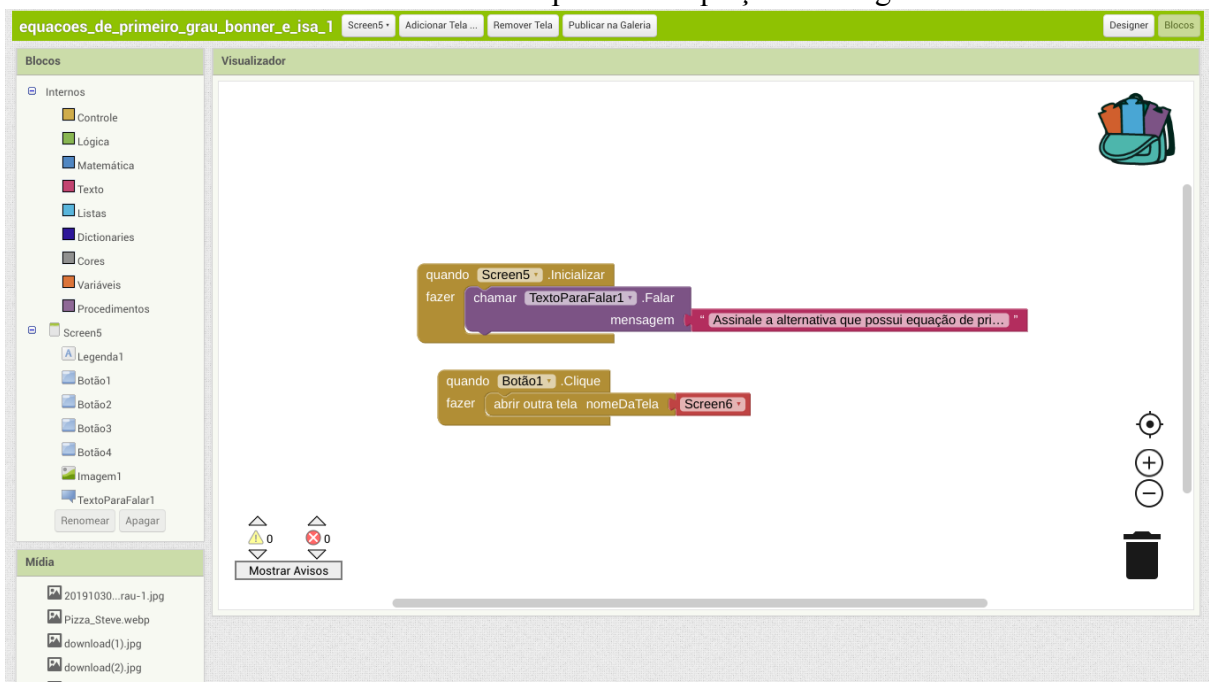 equacoes_de_primeiro_grau_bonner_e_isa_1 Screen5 Adicionar Tela ... Remover Tela Publicar na Galeria Designer Blocos
Blocos
Internos
Controle
Lógica
Matemática
Texto
Listas
Dictionaries
Cores
Variáveis
Procedimentos
Screen5
Legenda1
Botão1
Botão2
Botão3
Botão4
Imagem1
TextoParaFalar1
Renomear Apagar
Mídia
20191030...rau-1.jpg
Pizza_Steve.webp
download(1).jpg
download(2).jpg
Visualizador
quando Screen5 .Inicializar
fazer chamar TextoParaFalar1 .Falar
mensagem " Assinale a alternativa que possui equação de pri… "
quando Botão1 .Clique
fazer abrir outra tela nomeDaTela Screen6
0 0
Mostrar Avisos